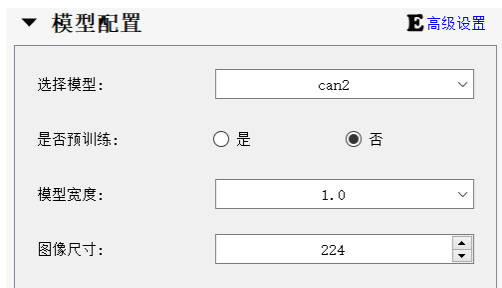 ▼ 模型配置 E高级设置
选择模型: can2
是否预训练: 是 否
模型宽度: 1.0
图像尺寸: 224